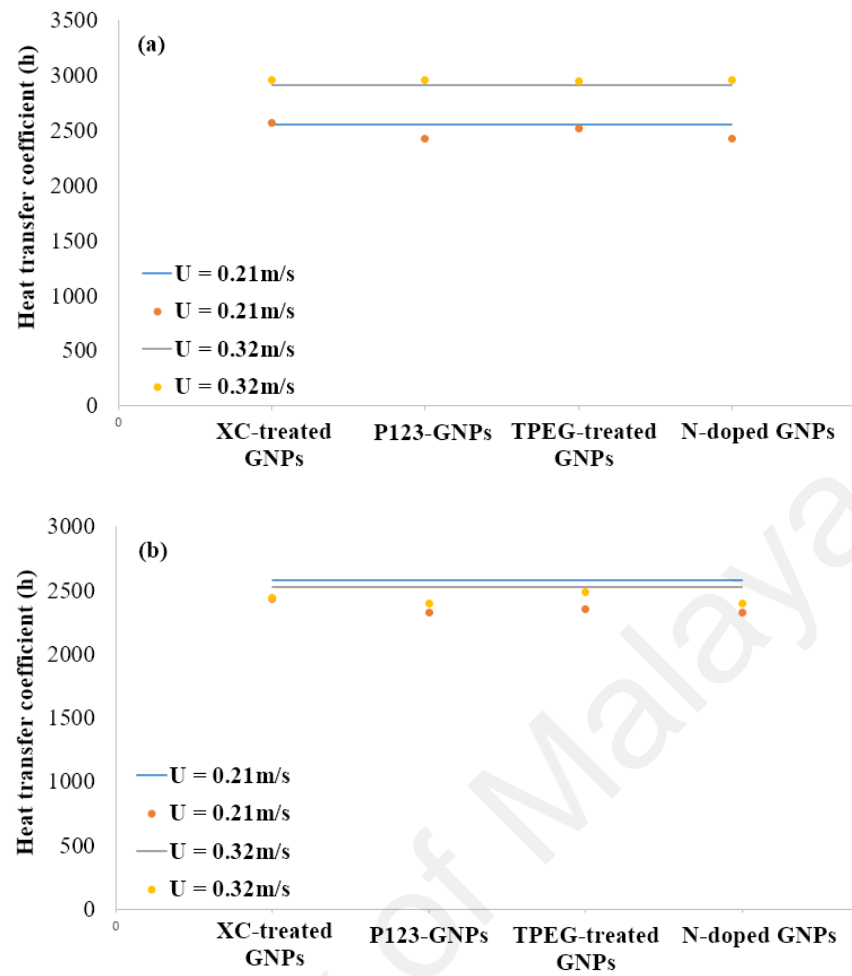 3500
(a)
3000
2500
2000
1500
1000
500
0
Heat transfer coefficient (h)
U = 0.21m/s
U = 0.21m/s
U = 0.32m/s
U = 0.32m/s
0
XC-treated
GNPs
P123-GNPs
TPEG-treated
GNPs
N-doped GNPs
3000
(b)
2500
2000
1500
1000
500
0
Heat transfer coefficient (h)
U = 0.21m/s
U = 0.21m/s
U = 0.32m/s
U = 0.32m/s
0
XC-treated
GNPs
P123-GNPs
TPEG-treated
GNPs
N-doped GNPs
of Malaya